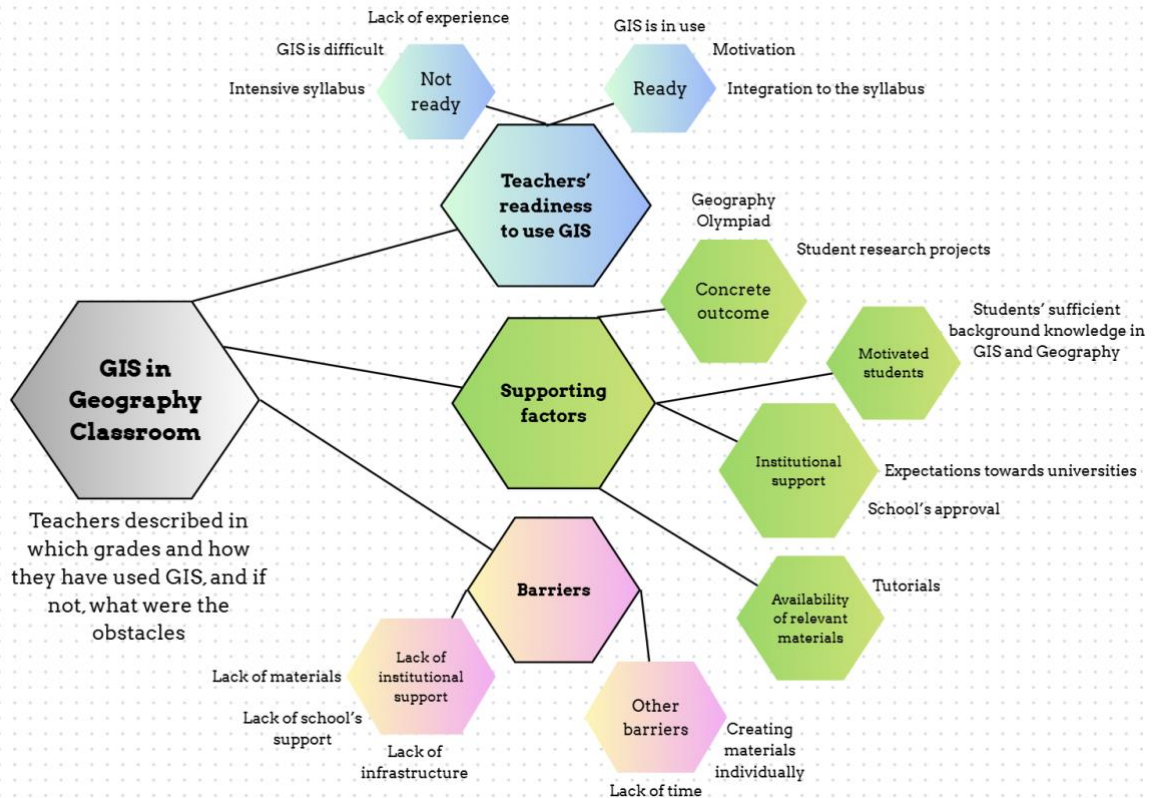 Lack of experience
GIS is difficult
Intensive syllabus
Not
ready
GIS is in use
Motivation
Ready
Integration to the syllabus
Teachers'
readiness
to use GIS
Geography
Olympiad
Student research projects
Concrete
outcome
Students' sufficient
background knowledge in
GIS and Geography
Motivated
students
GIS in
Geography
Classroom
Supporting
factors
Institutional
support
Expectations towards universities
School's approval
Teachers described in
which grades and how
they have used GIS, and if
not, what were the
obstacles
Barriers
Availability
of relevant
materials
Tutorials
Lack of
institutional
support
Lack of materials
Lack of school's
support
Lack of
infrastructure
Other
barriers
Creating
materials
individually
Lack of time